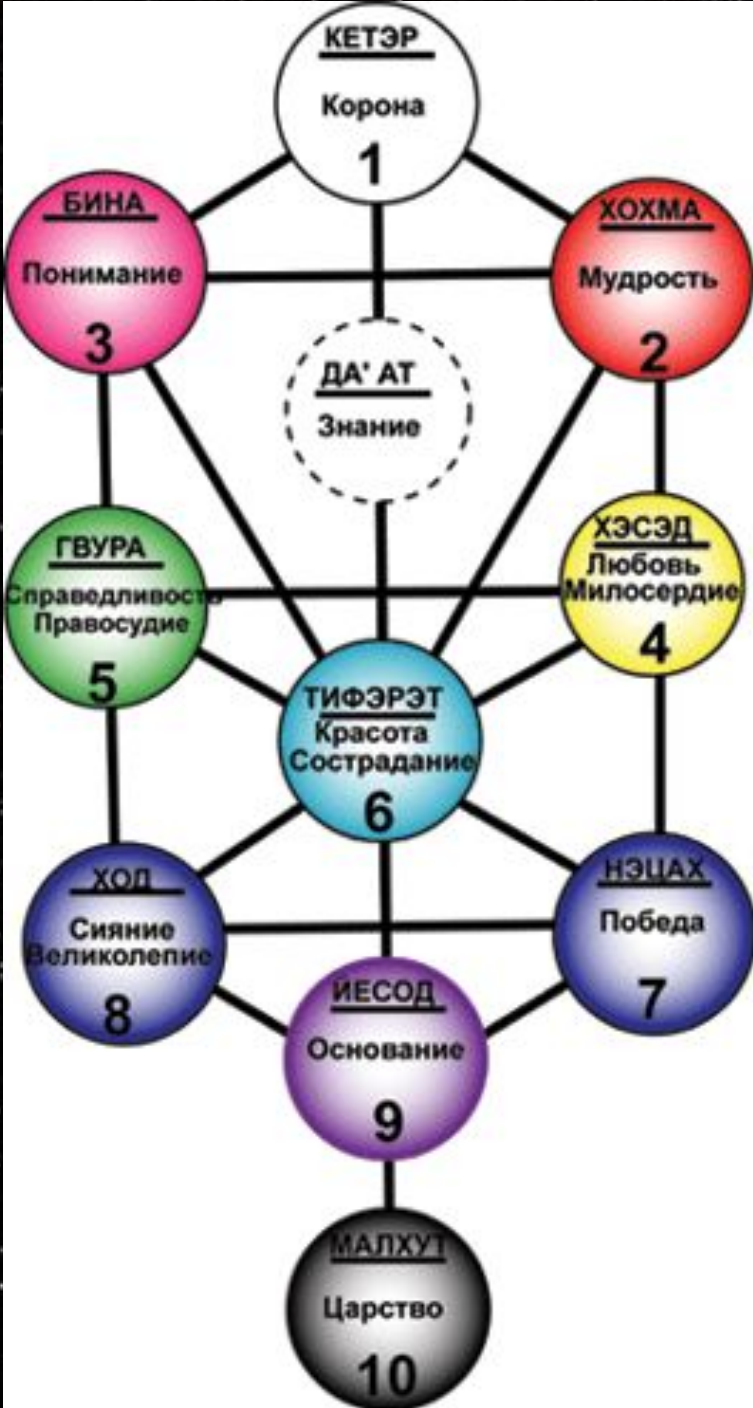 КЕТЭР
Корона
1
БИНА
Понимание
3
ХОХМА
Мудрость
2
ДА' АТ
Знание
ГВУРА
Справедливость
Правосудие
5
ХЭСЭД
Любовь
Милосердие
4
ТИФЭРЭТ
Красота
Сострадание
6
ХОД
Сияние
Великолепие
8
НЭЦАХ
Победа
7
ИЕСОД
Основание
9
МАЛХУТ
Царство
10